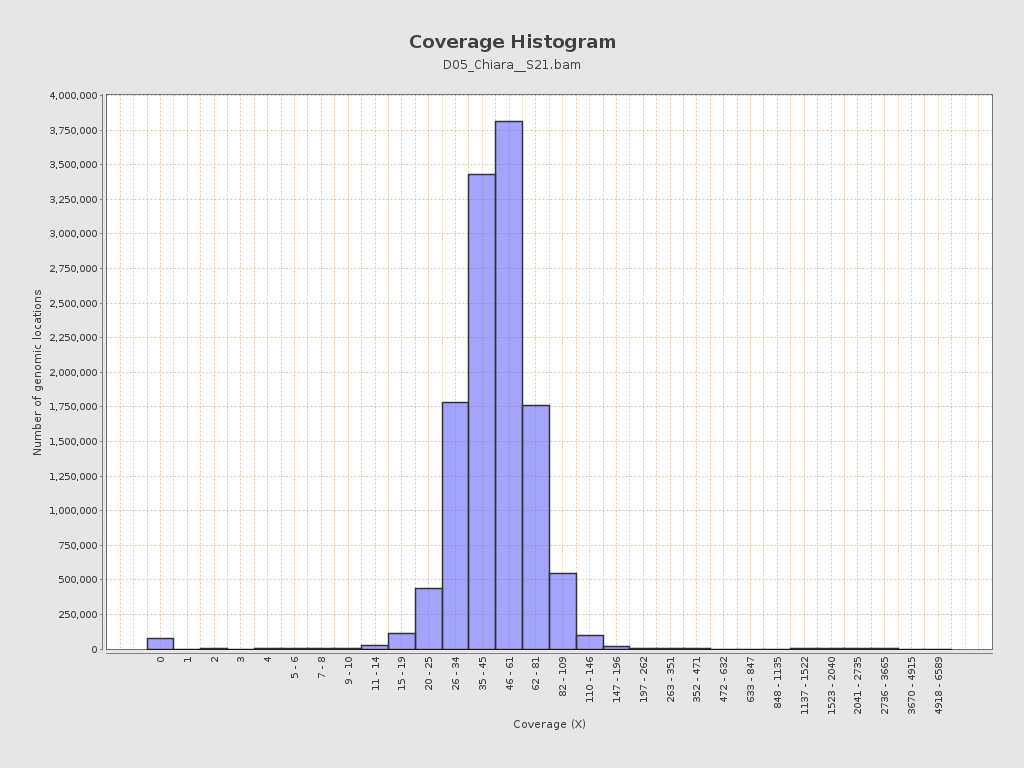 Coverage Histogram
D05_Chiara__S21.bam
Number of genomic locations
4,000,000
3,750,000
3,500,000
3,250,000
3,000,000
2,750,000
2,500,000
2,250,000
2,000,000
1,750,000
1,500,000
1,250,000
1,000,000
750,000
500,000
250,000
0
0
1
2
3
4
5 - 6
7 - 8
9 - 10
11 - 14
15 - 19
20 - 25
26 - 34
35 - 45
46 - 61
62 - 81
82 - 109
110 - 146
147 - 196
197 - 262
263 - 351
352 - 471
472 - 632
633 - 847
848 - 1135
1137 - 1522
1523 - 2040
2041 - 2735
2736 - 3665
3670 - 4915
4918 - 6589
Coverage (X)